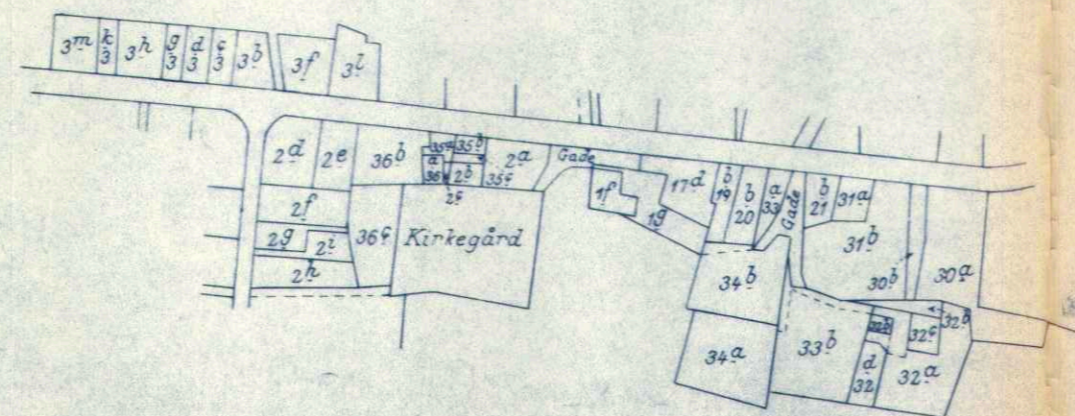 3m
k
3
3h
g
3
d
3
c
3
3b
3f
3l
2d
2e
36b
35a
35b
a
36
2b
2c
35c
2a
Gade
1f
1g
17d
b
19
b
20
a
33
Gade
b
21
31a
2f
2g
2i
2h
36c
Kirkegård
34b
31b
30b
30a
34a
33b
32c
32b
d
32
32a